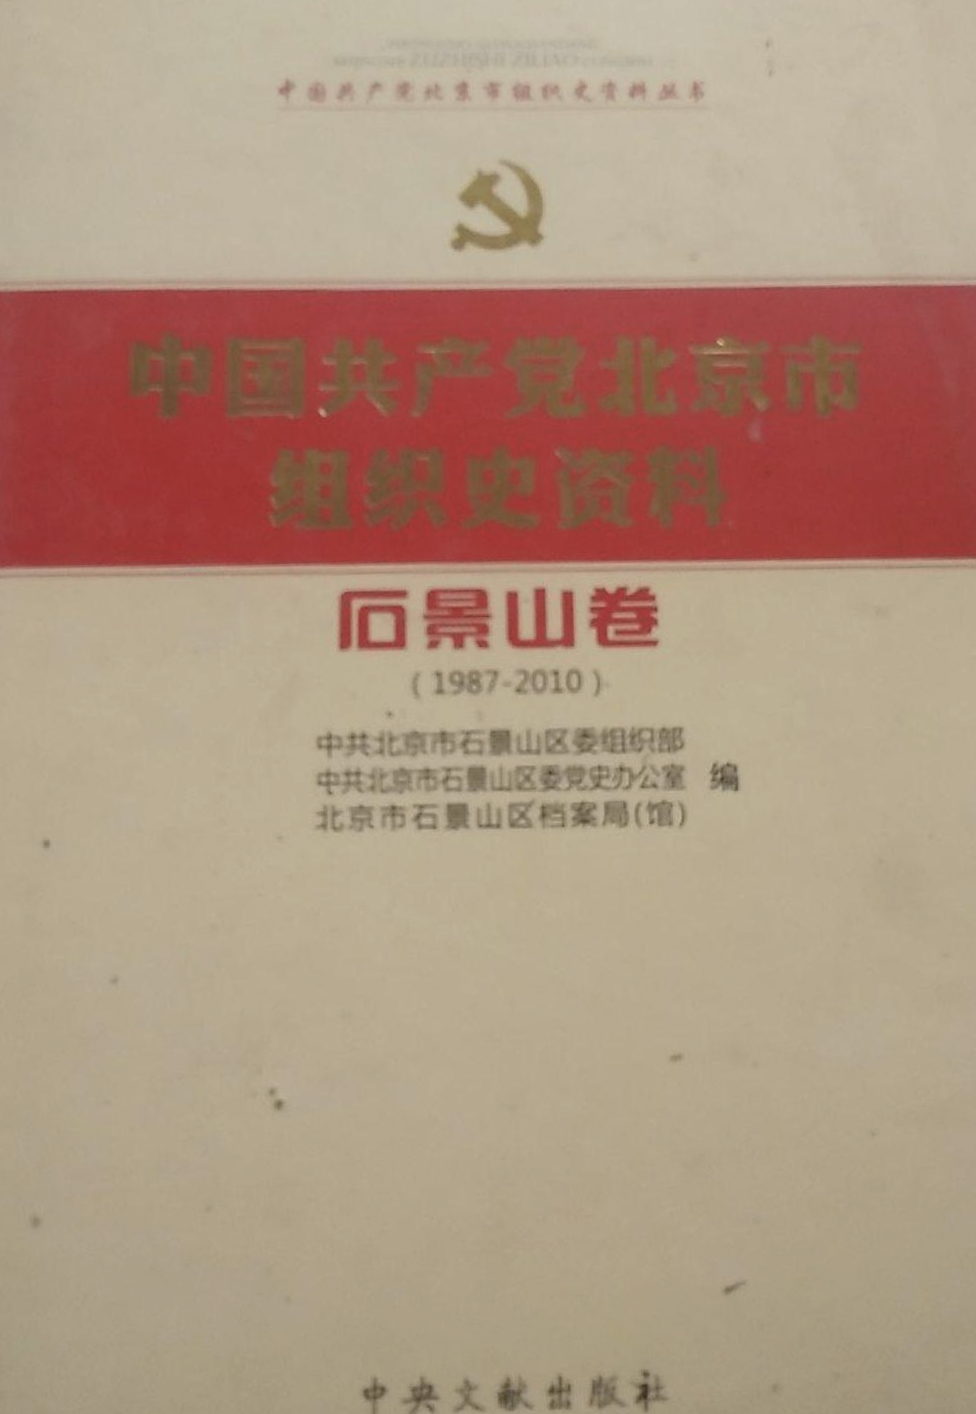 ZUZHISHI ZILIAO
中国共产党北京市组织史资料丛书
中国共产党北京市
组织史资料
石景山卷
(1987-2010)
中共北京市石景山区委组织部
中共北京市石景山区委党史办公室 编
北京市石景山区档案局(馆)
中央文献出版社